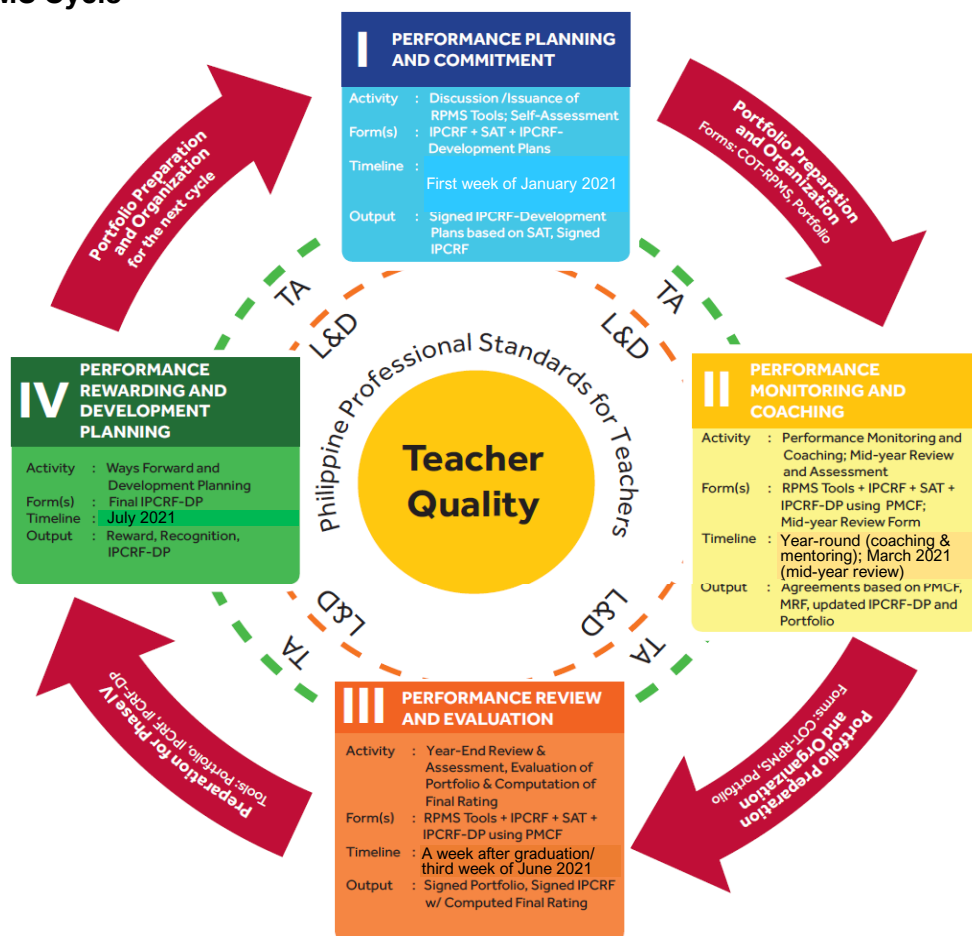 I
PERFORMANCE PLANNING
AND COMMITMENT
Activity : Discussion /Issuance of
RPMS Tools; Self-Assessment
Form(s) : IPCRF + SAT + IPCRF-
Development Plans
Timeline :
First week of January 2021
Output : Signed IPCRF-Development
Plans based on SAT, Signed
IPCRF
Portfolio Preparation
and Organization
Forms: COT-RPMS, Portfolio
II
PERFORMANCE
MONITORING AND
COACHING
Activity : Performance Monitoring and
Coaching; Mid-year Review
and Assessment
Form(s) : RPMS Tools + IPCRF + SAT +
IPCRF-DP using PMCF;
Mid-year Review Form
Timeline : Year-round (coaching &
mentoring); March 2021
(mid-year review)
Output : Agreements based on PMCF,
MRF, updated IPCRF-DP and
Portfolio
Portfolio Preparation
and Organization
Forms: COT-RPMS, Portfolio
III
PERFORMANCE REVIEW
AND EVALUATION
Activity : Year-End Review &
Assessment, Evaluation of
Portfolio & Computation of
Final Rating
Form(s) : RPMS Tools + IPCRF + SAT +
IPCRF-DP using PMCF
Timeline : A week after graduation/
third week of June 2021
Output : Signed Portfolio, Signed IPCRF
w/ Computed Final Rating
Preparation for Phase IV
Tools: Portfolio, IPCRF, IPCRF-DP
IV
PERFORMANCE
REWARDING AND
DEVELOPMENT
PLANNING
Activity : Ways Forward and
Development Planning
Form(s) : Final IPCRF-DP
Timeline : July 2021
Output : Reward, Recognition,
IPCRF-DP
Portfolio Preparation
and Organization
for the next cycle
TA
L&D
TA
L&D
TA
L&D
TA
L&D
Philippine Professional Standards for Teachers
Teacher
Quality